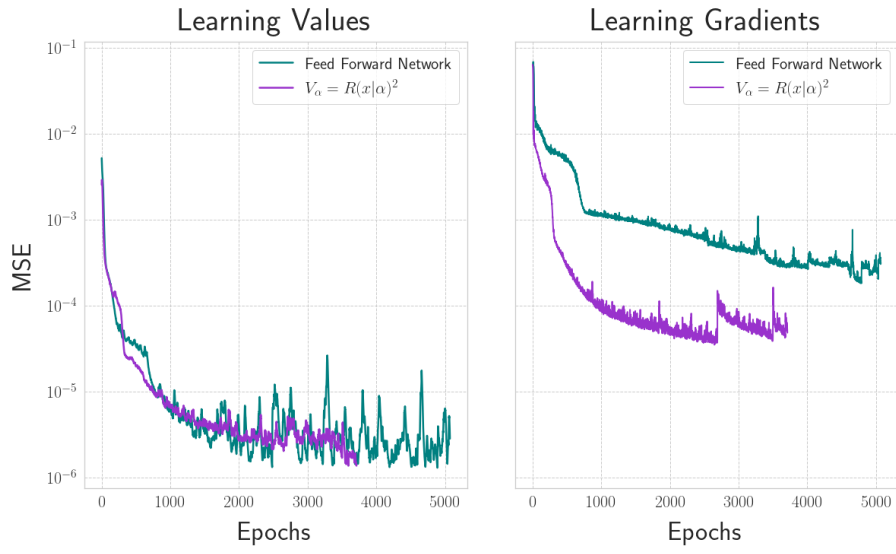 Learning Values
Learning Gradients
MSE
10⁻¹
10⁻²
10⁻³
10⁻⁴
10⁻⁵
10⁻⁶
Feed Forward Network
V_α = R(x|α)²
Feed Forward Network
V_α = R(x|α)²
0 1000 2000 3000 4000 5000
0 1000 2000 3000 4000 5000
Epochs
Epochs